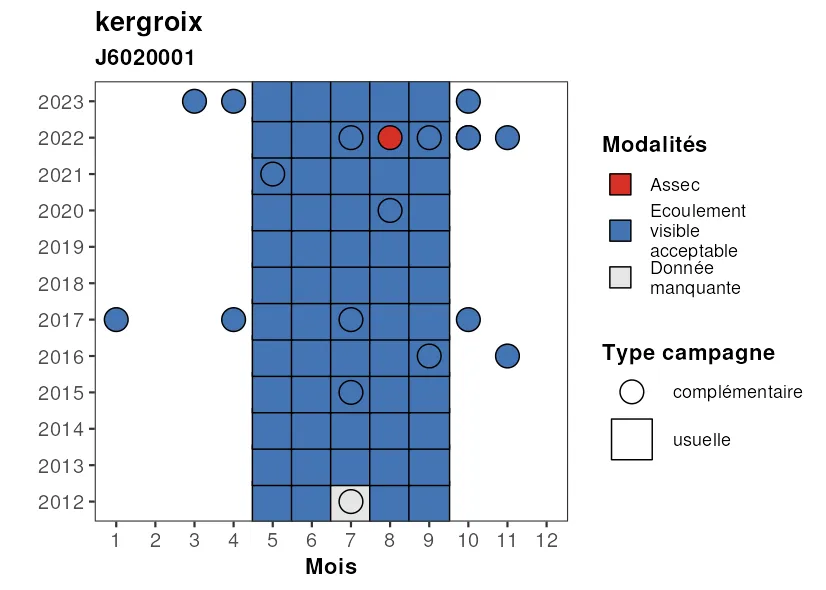 kergroix
J6020001
2023
2022
2021
2020
2019
2018
2017
2016
2015
2014
2013
2012
1 2 3 4 5 6 7 8 9 10 11 12
Mois
Modalités
Assec
Ecoulement
visible
acceptable
Donnée
manquante
Type campagne
complémentaire
usuelle